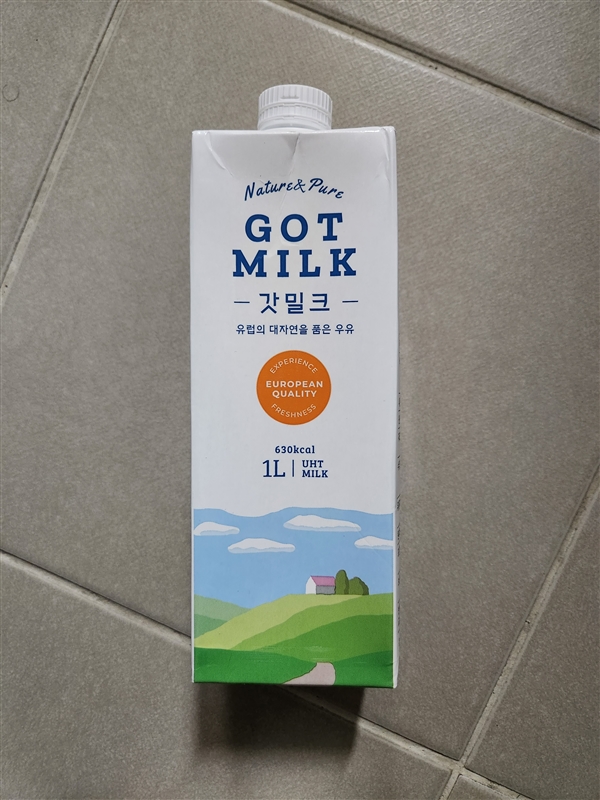 Nature & Pure
GOT
MILK
갓밀크
유럽의 대자연을 품은 우유
EXPERIENCE
EUROPEAN
QUALITY
FRESHNESS
630kcal
1L | UHT
MILK